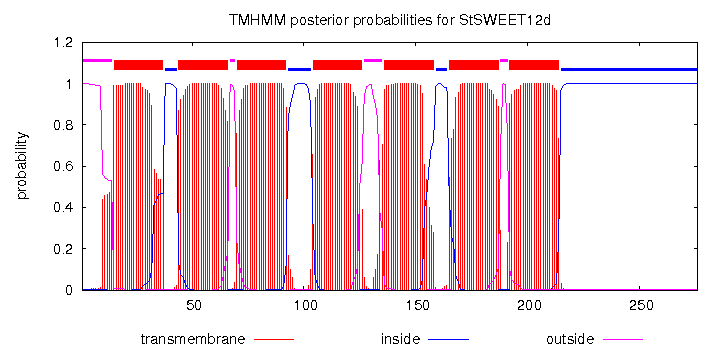 TMHMM posterior probabilities for StSWEET12d
1.2
1
0.8
0.6
0.4
0.2
0
probability
50
100
150
200
250
transmembrane
inside
outside